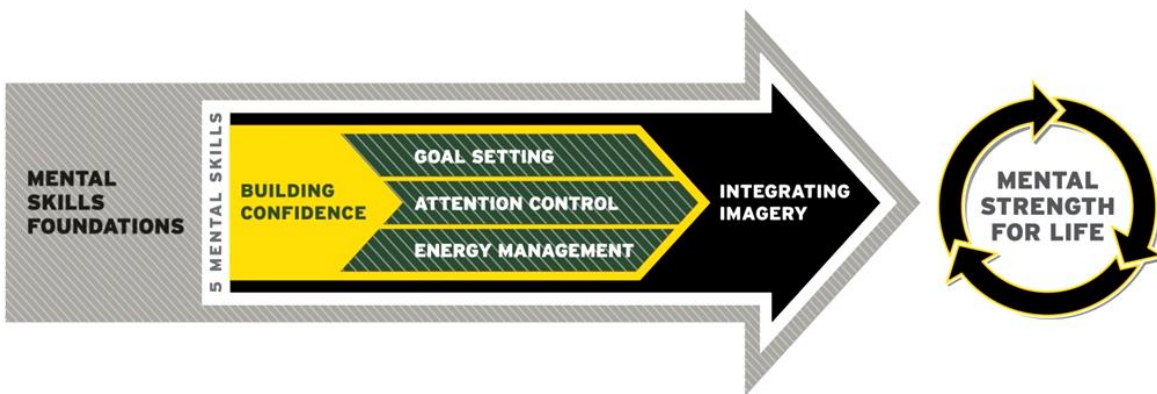 MENTAL
SKILLS
FOUNDATIONS
5 MENTAL SKILLS
BUILDING
CONFIDENCE
GOAL SETTING
ATTENTION CONTROL
ENERGY MANAGEMENT
INTEGRATING
IMAGERY
MENTAL
STRENGTH
FOR LIFE